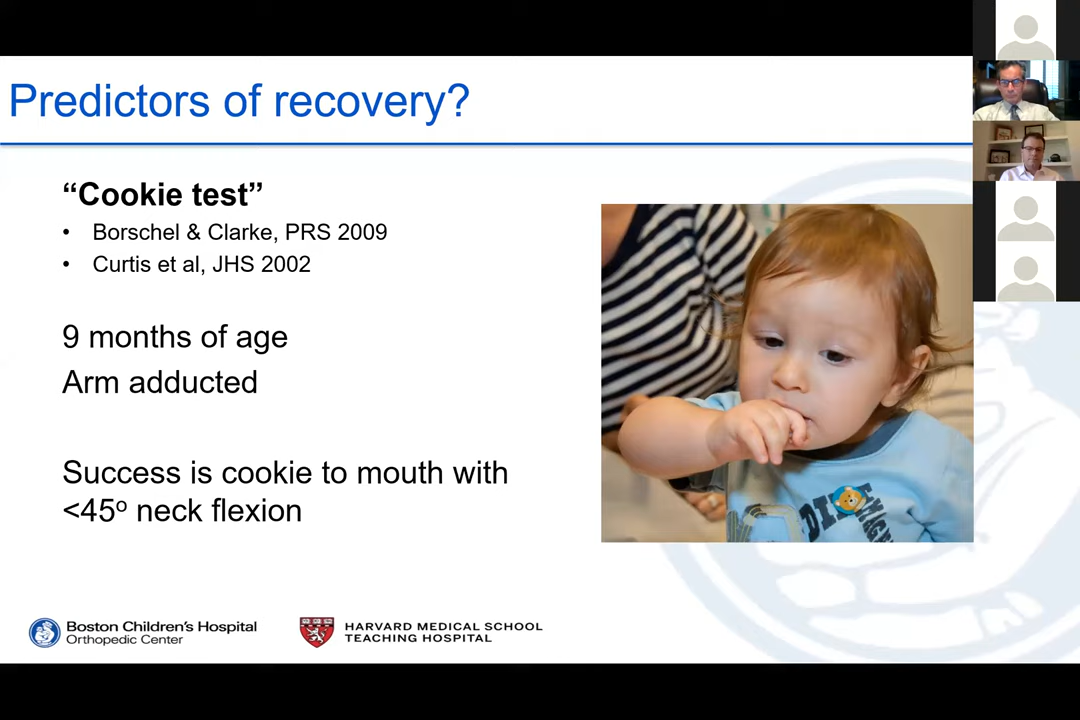 Predictors of recovery?
“Cookie test”
• Borschel & Clarke, PRS 2009
• Curtis et al, JHS 2002
9 months of age
Arm adducted
Success is cookie to mouth with
<45º neck flexion
Boston Children's Hospital
Orthopedic Center
HARVARD MEDICAL SCHOOL
TEACHING HOSPITAL